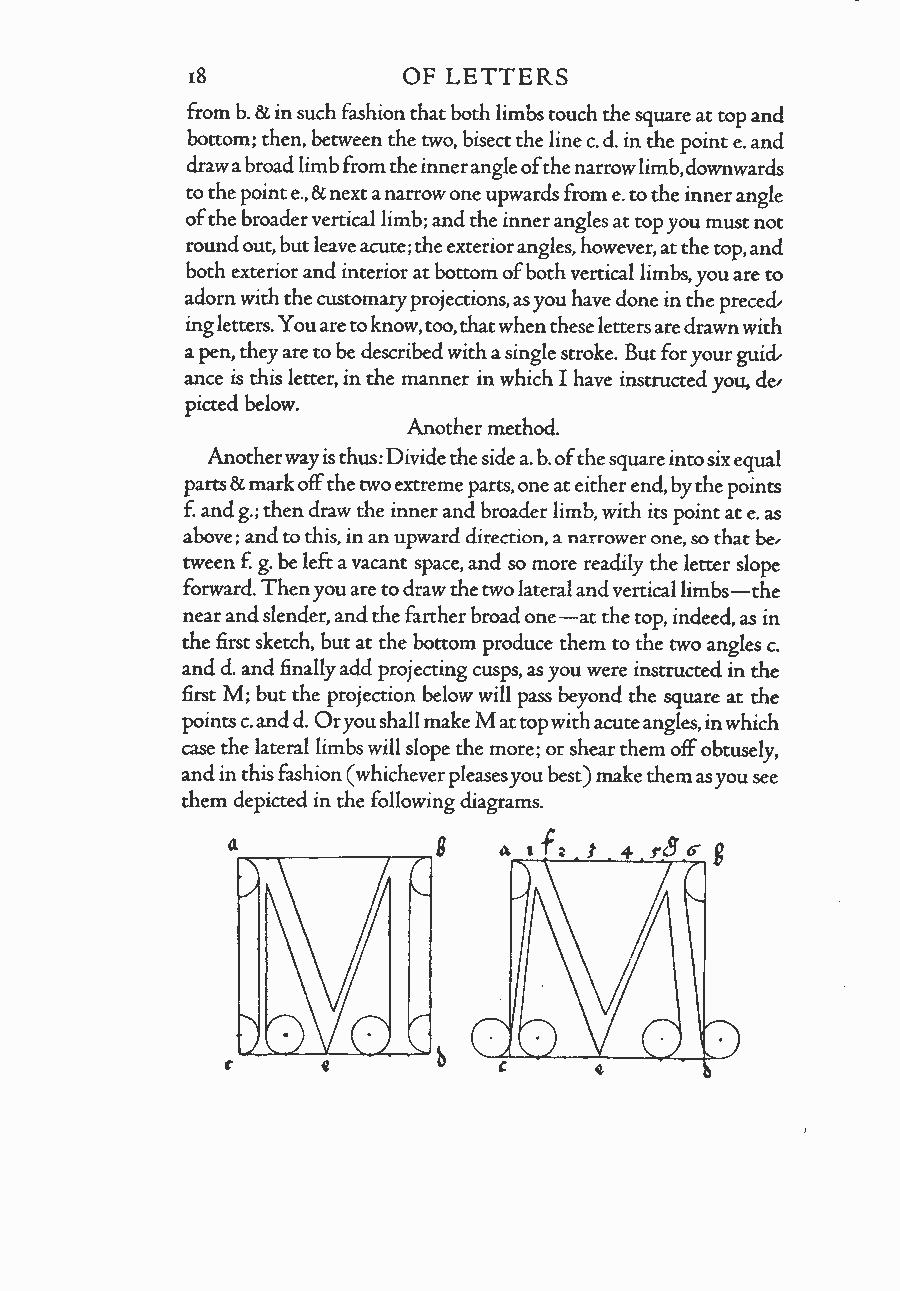 18 OF LETTERS
from b. & in such fashion that both limbs touch the square at top and
bottom; then, between the two, bisect the line c. d. in the point e. and
draw a broad limb from the inner angle of the narrow limb, downwards
to the point e., & next a narrow one upwards from e. to the inner angle
of the broader vertical limb; and the inner angles at top you must not
round out, but leave acute; the exterior angles, however, at the top, and
both exterior and interior at bottom of both vertical limbs, you are to
adorn with the customary projections, as you have done in the preced-
ing letters. You are to know, too, that when these letters are drawn with
a pen, they are to be described with a single stroke. But for your guid-
ance is this letter, in the manner in which I have instructed you, de-
picted below.
Another method.
Another way is thus: Divide the side a. b. of the square into six equal
parts & mark off the two extreme parts, one at either end, by the points
f. and g.; then draw the inner and broader limb, with its point at e. as
above; and to this, in an upward direction, a narrower one, so that be-
tween f. g. be left a vacant space, and so more readily the letter slope
forward. Then you are to draw the two lateral and vertical limbs—the
near and slender, and the farther broad one—at the top, indeed, as in
the first sketch, but at the bottom produce them to the two angles c.
and d. and finally add projecting cusps, as you were instructed in the
first M; but the projection below will pass beyond the square at the
points c. and d. Or you shall make M at top with acute angles, in which
case the lateral limbs will slope the more; or shear them off obtusely,
and in this fashion (whichever pleases you best) make them as you see
them depicted in the following diagrams.
a b a 1 f 2 . 3 . 4 . 5 g 6 b
c e d c e d